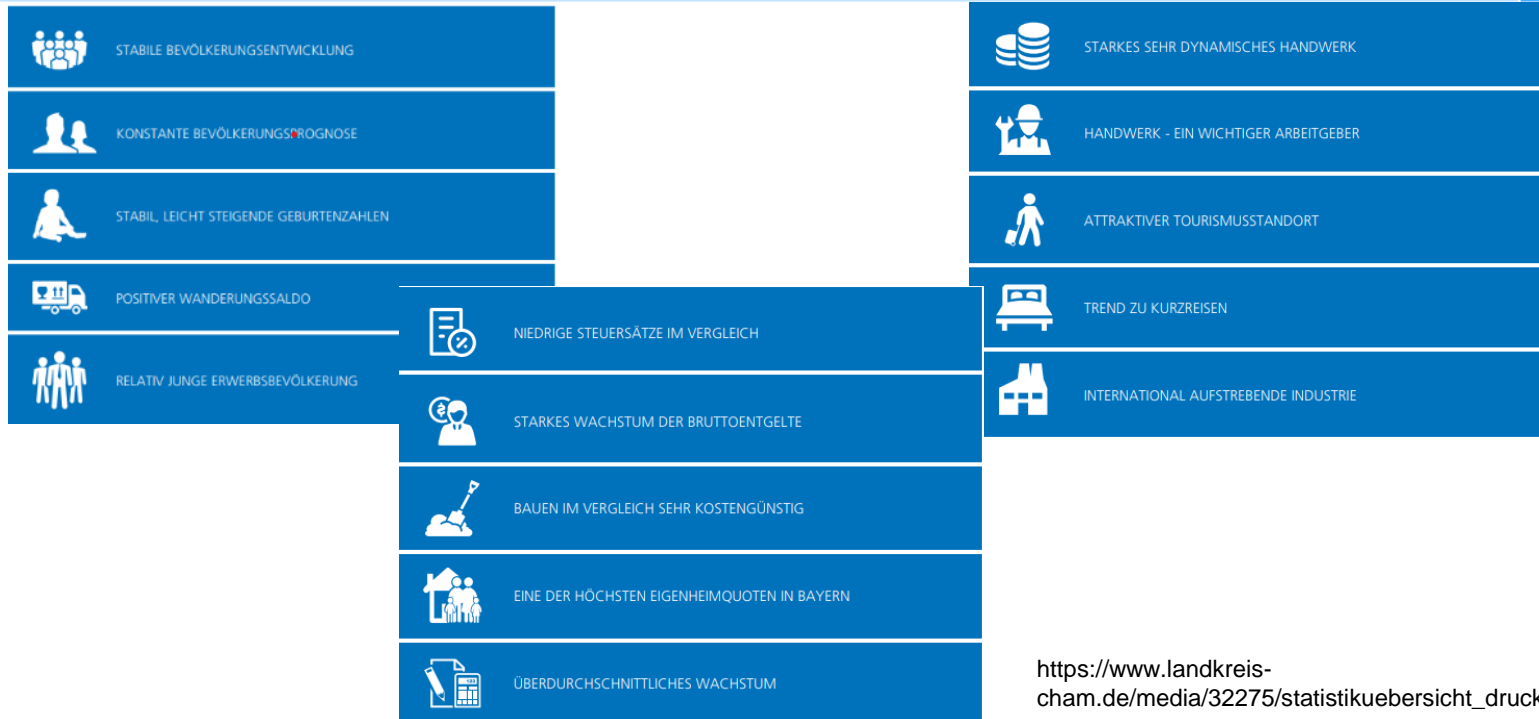 STABILE BEVÖLKERUNGSENTWICKLUNG
KONSTANTE BEVÖLKERUNGSPROGNOSE
STABIL, LEICHT STEIGENDE GEBURTENZAHLEN
POSITIVER WANDERUNGSSALDO
RELATIV JUNGE ERWERBSBEVÖLKERUNG
NIEDRIGE STEUERSÄTZE IM VERGLEICH
STARKES WACHSTUM DER BRUTTOENTGELTE
BAUEN IM VERGLEICH SEHR KOSTENGÜNSTIG
EINE DER HÖCHSTEN EIGENHEIMQUOTEN IN BAYERN
ÜBERDURCHSCHNITTLICHES WACHSTUM
STARKES SEHR DYNAMISCHES HANDWERK
HANDWERK - EIN WICHTIGER ARBEITGEBER
ATTRAKTIVER TOURISMUSSTANDORT
TREND ZU KURZREISEN
INTERNATIONAL AUFSTREBENDE INDUSTRIE
https://www.landkreis-
cham.de/media/32275/statistikuebersicht_druck